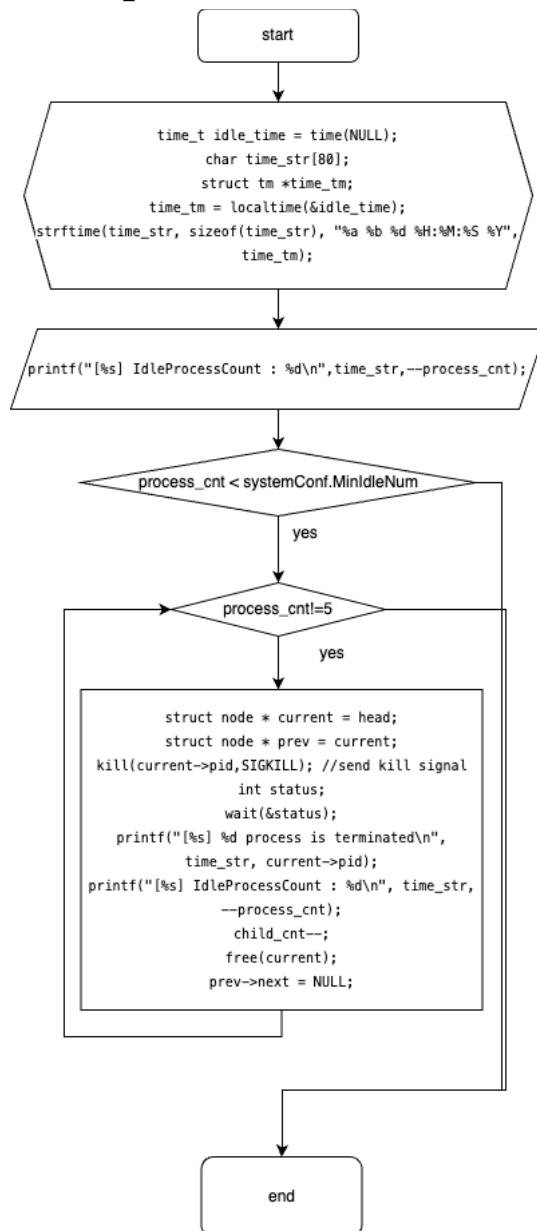 start
time_t idle_time = time(NULL);
char time_str[80];
struct tm *time_tm;
time_tm = localtime(&idle_time);
strftime(time_str, sizeof(time_str), "%a %b %d %H:%M:%S %Y",
time_tm);
printf("[%s] IdleProcessCount : %d\n",time_str,--process_cnt);
process_cnt < systemConf.MinIdleNum
yes
process_cnt!=5
yes
struct node * current = head;
struct node * prev = current;
kill(current->pid,SIGKILL); //send kill signal
int status;
wait(&status);
printf("[%s] %d process is terminated\n",
time_str, current->pid);
printf("[%s] IdleProcessCount : %d\n", time_str,
--process_cnt);
child_cnt--;
free(current);
prev->next = NULL;
end